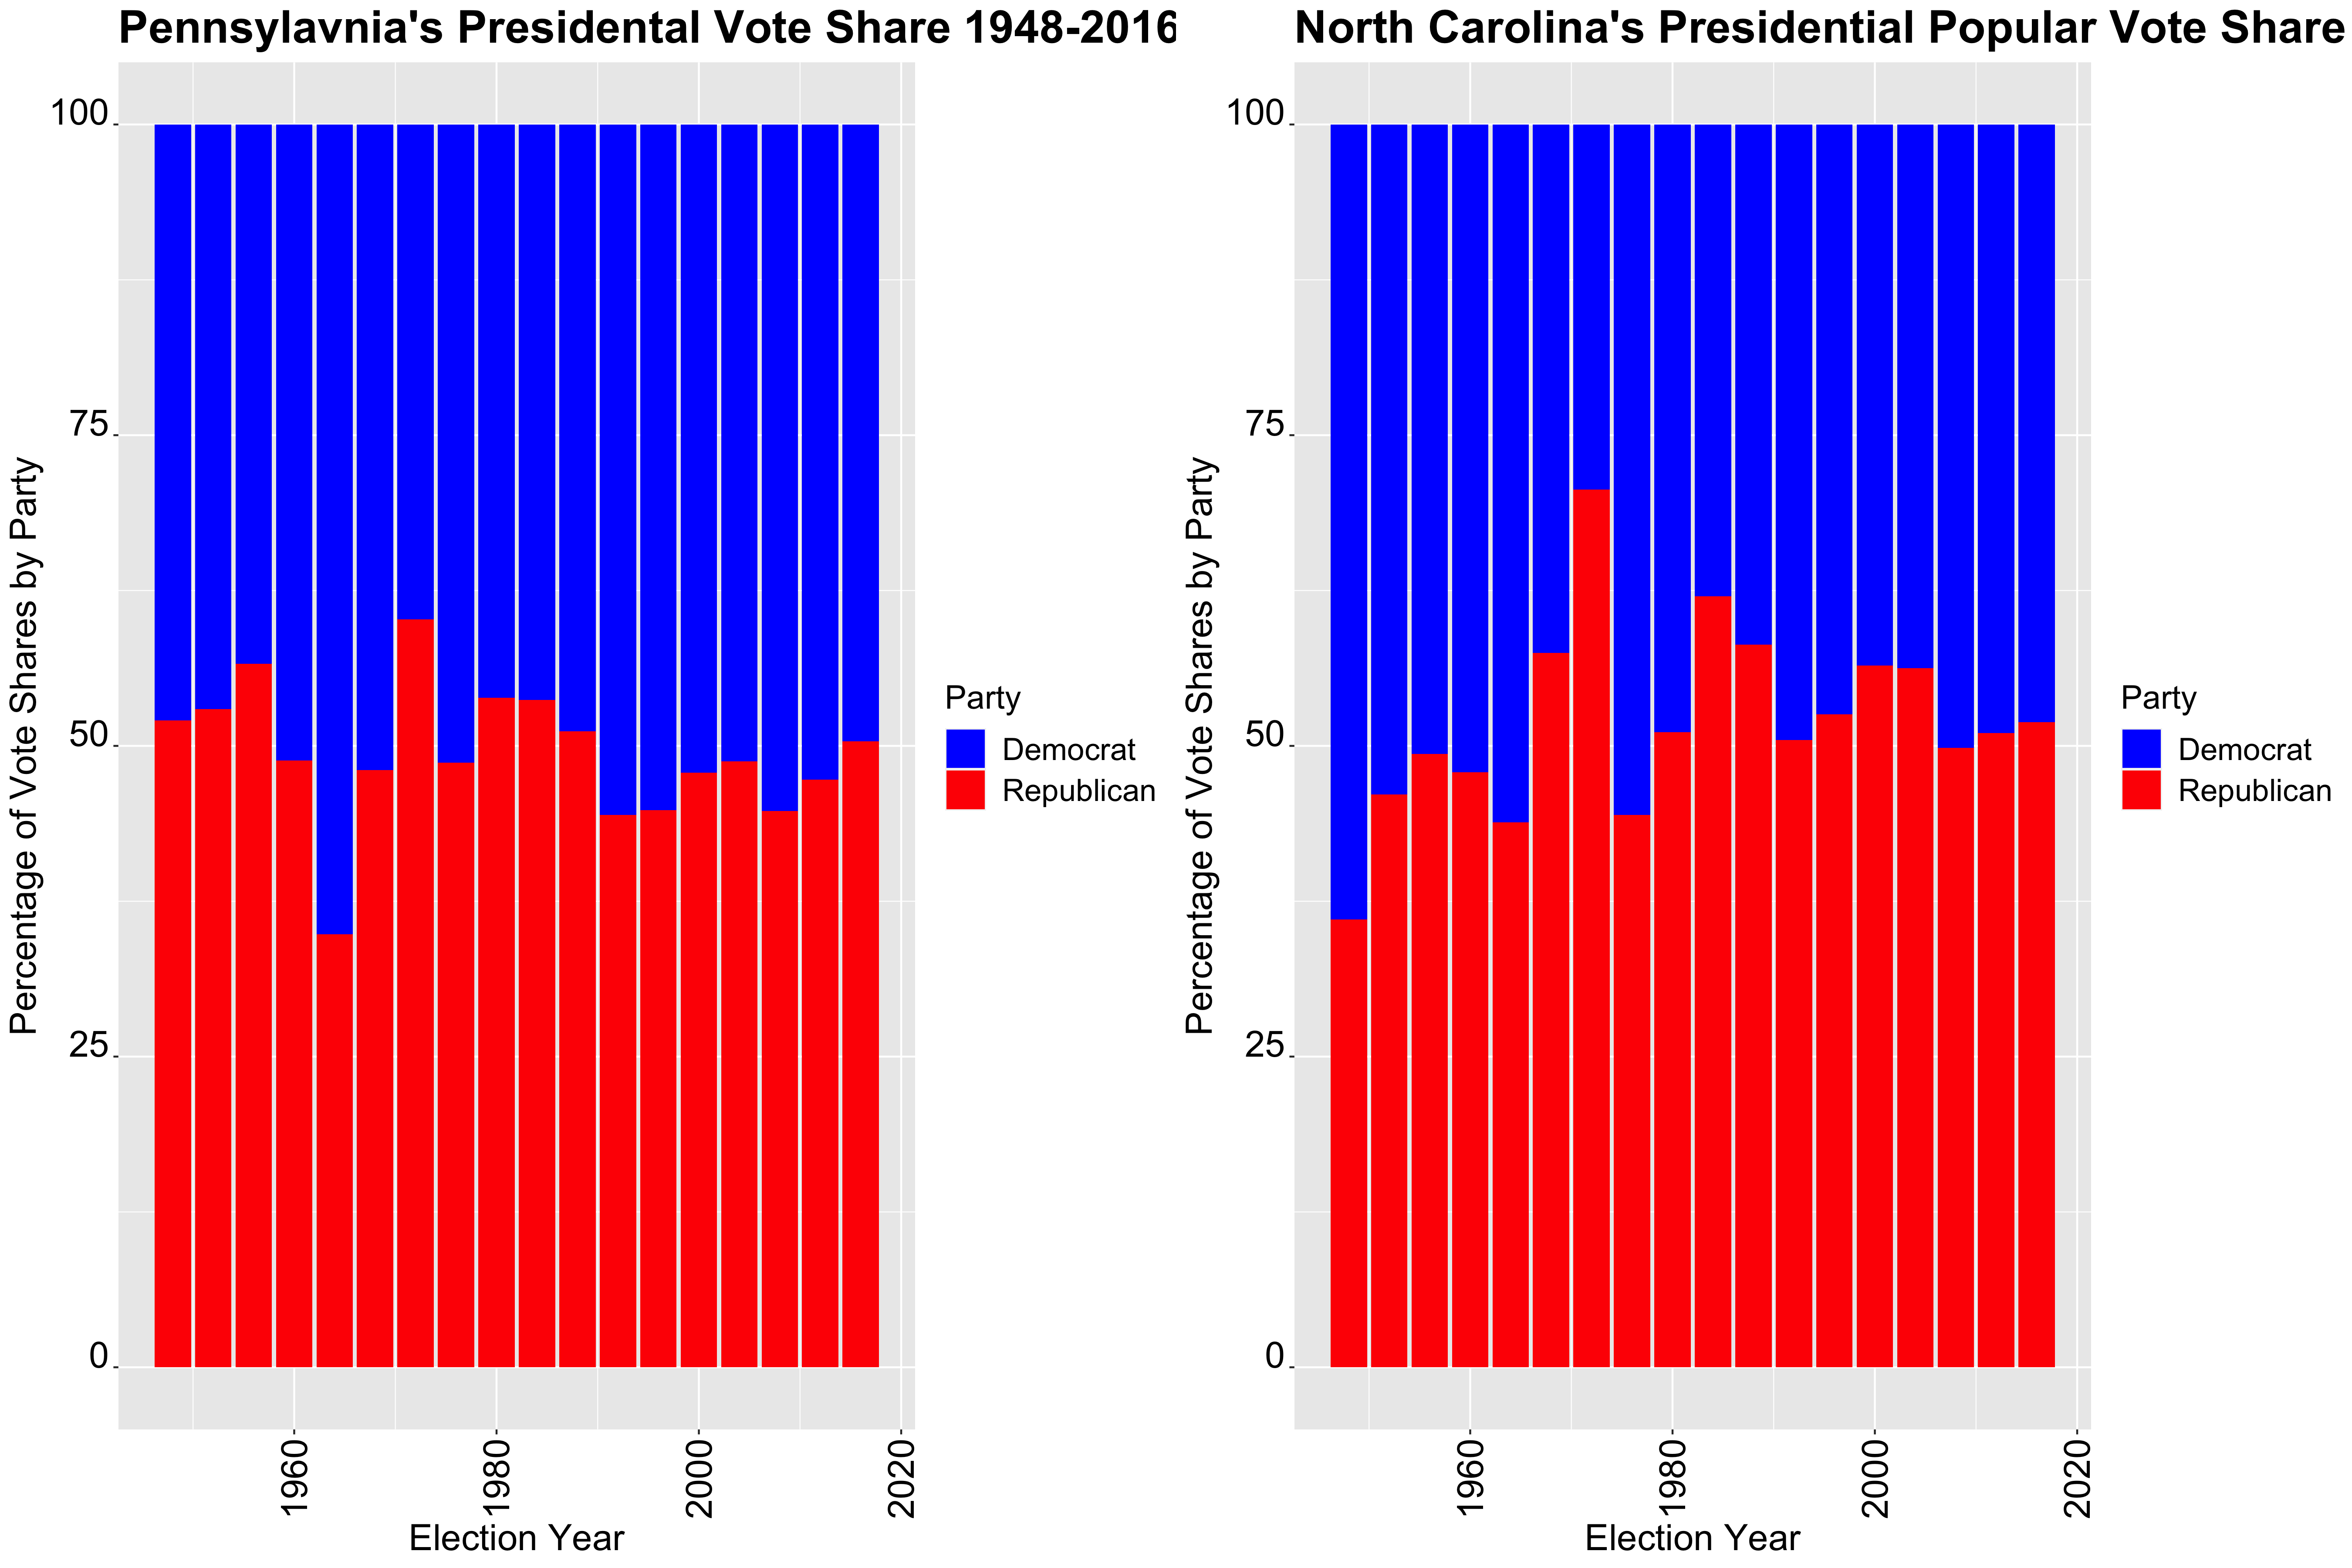 Pennsylavnia's Presidental Vote Share 1948-2016
Percentage of Vote Shares by Party
100
75
50
25
0
1960
1980
2000
2020
Election Year
Party
Democrat
Republican
North Carolina's Presidential Popular Vote Share
Percentage of Vote Shares by Party
100
75
50
25
0
1960
1980
2000
2020
Election Year
Party
Democrat
Republican